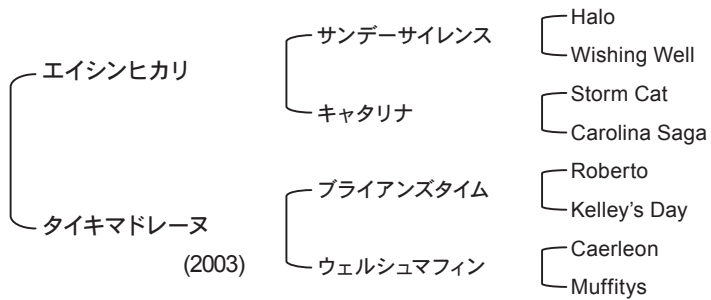 エイシンヒカリ
タイキマドレーヌ
(2003)
サンデーサイレンス
キャタリナ
ブライアンズタイム
ウェルシュマフィン
Halo
Wishing Well
Storm Cat
Carolina Saga
Roberto
Kelley’s Day
Caerleon
Muffitys